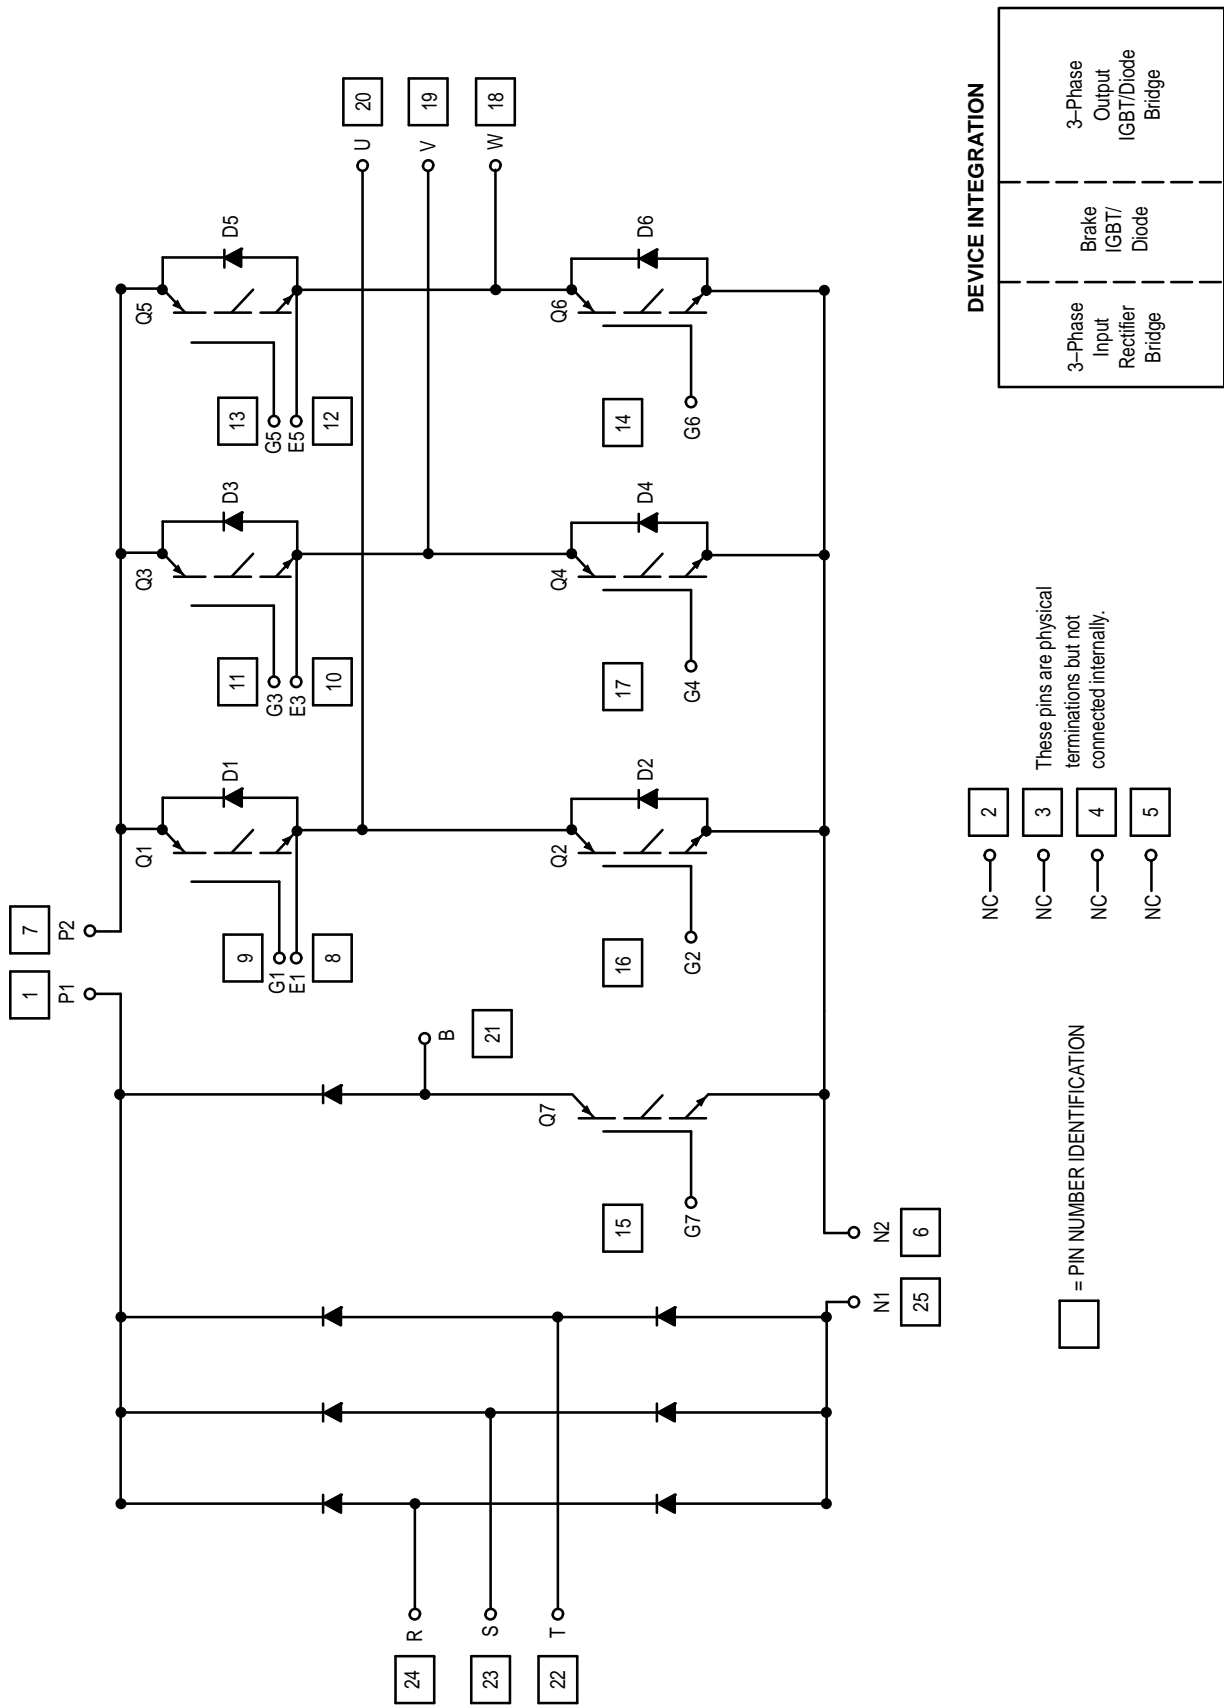 1
7
P1
P2
Q1
Q3
Q5
D1
D3
D5
9
11
13
G1
G3
G5
E1
E3
E5
8
10
12
24
R
U
20
B
21
V
19
23
S
W
18
22
T
Q7
Q2
Q4
Q6
15
16
17
14
D2
D4
D6
G7
G2
G4
G6
N1
N2
25
6
DEVICE INTEGRATION
3–Phase
Input
Rectifier
Bridge
Brake
IGBT/
Diode
3–Phase
Output
IGBT/Diode
Bridge
NC
2
NC
3
NC
4
NC
5
These pins are physical
terminations but not
connected internally.
= PIN NUMBER IDENTIFICATION